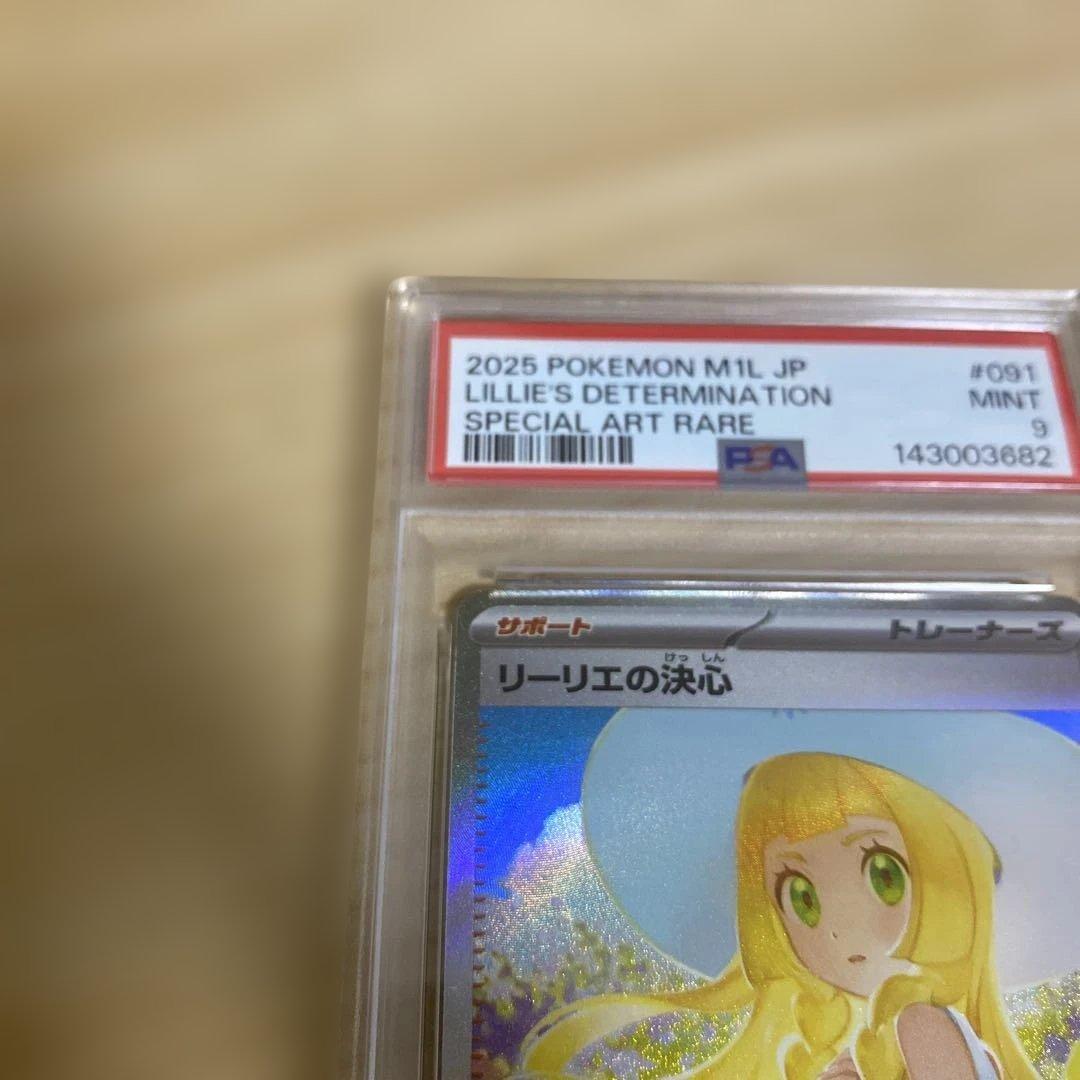 2025 POKEMON M1L JP #091
LILLIE'S DETERMINATION MINT
SPECIAL ART RARE 9
PSA 143003682
サポート トレーナーズ
けっ しん
リーリエの決心